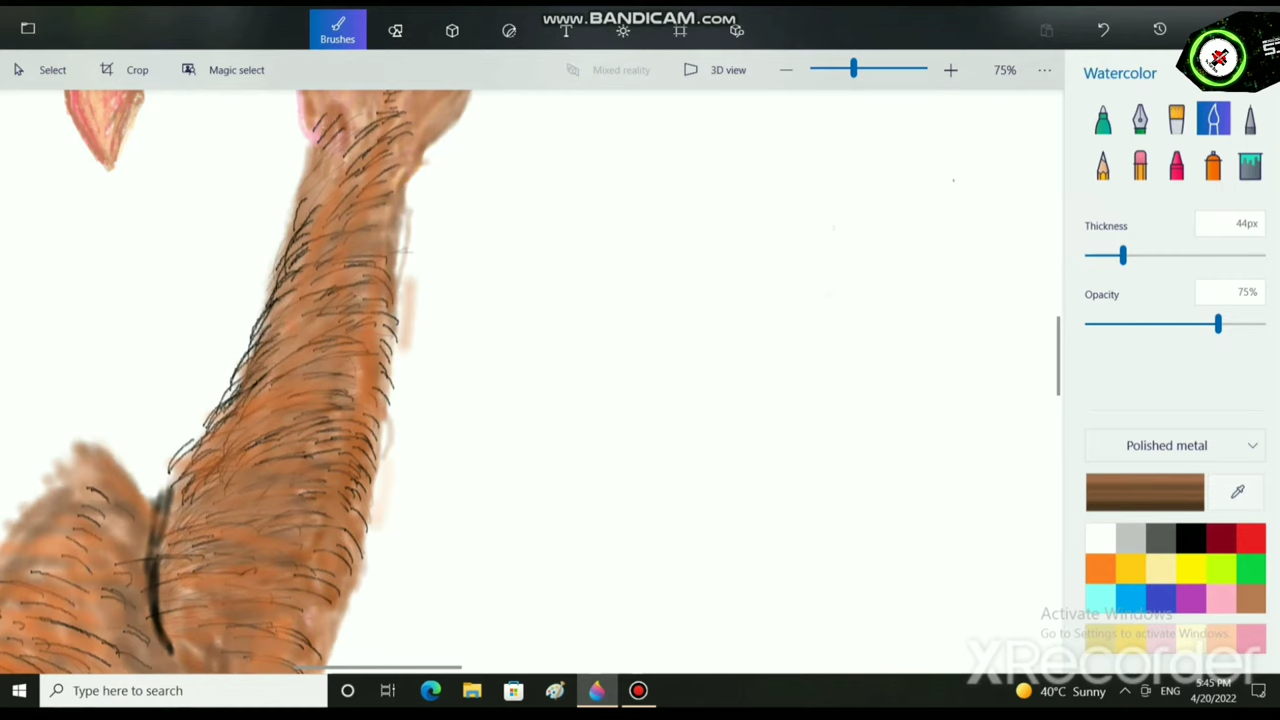 www.BANDICAM.com
Brushes
Select
Crop
Magic select
Mixed reality
3D view
75%
Watercolor
Thickness
44px
Opacity
75%
Polished metal
Activate Windows
Go to Settings to activate Windows.
XRecorder
Type here to search
40°C Sunny
ENG
5:45 PM
4/20/2022